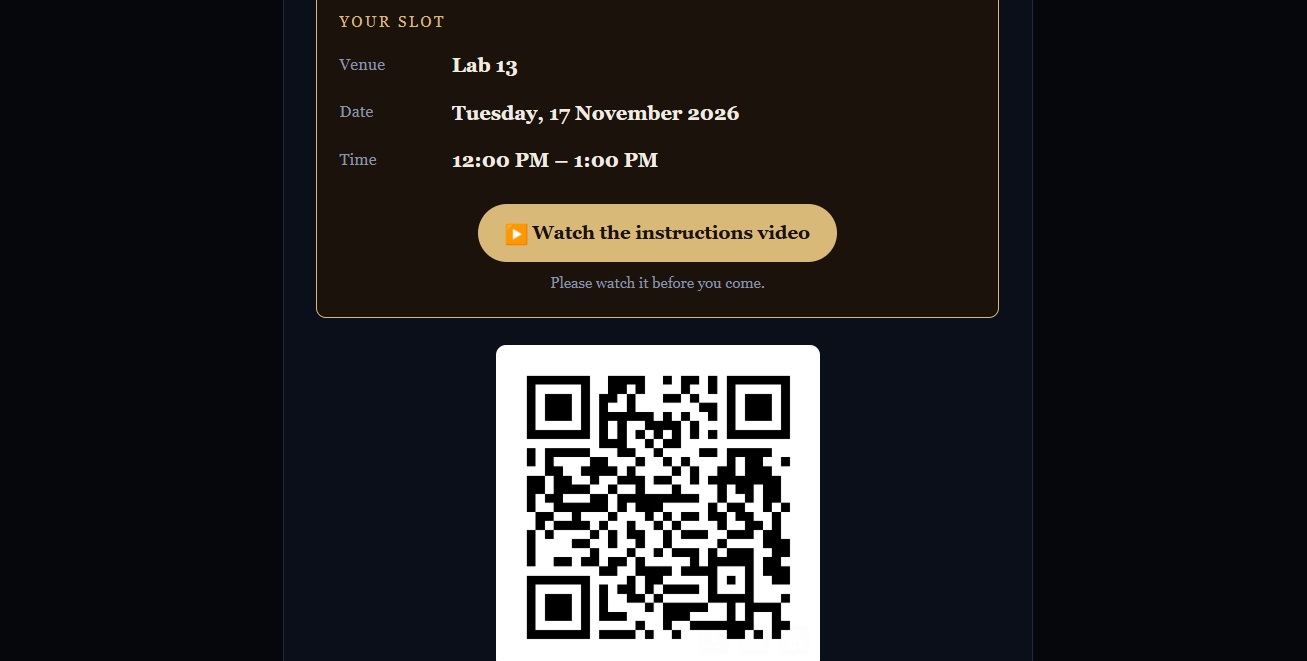 YOUR SLOT
Venue Lab 13
Date Tuesday, 17 November 2026
Time 12:00 PM – 1:00 PM
▶️ Watch the instructions video
Please watch it before you come.